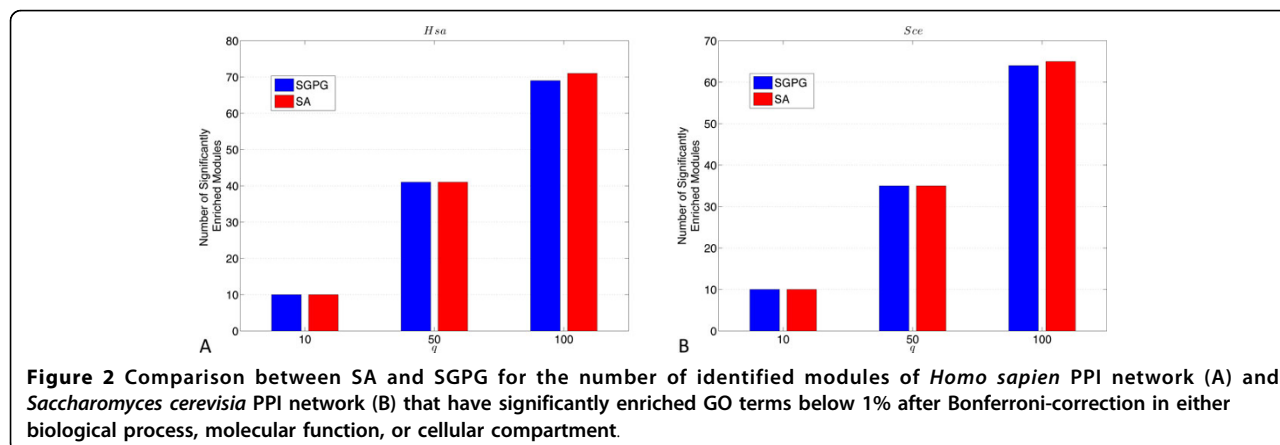 Hsa
80
70
60
50
40
30
20
10
0
Number of Significantly
Enriched Modules
SGPG
SA
10
50
100
q
A
Sce
70
60
50
40
30
20
10
0
Number of Significantly
Enriched Modules
SGPG
SA
10
50
100
q
B
Figure 2 Comparison between SA and SGPG for the number of identified modules of Homo sapien PPI network (A) and
Saccharomyces cerevisia PPI network (B) that have significantly enriched GO terms below 1% after Bonferroni-correction in either
biological process, molecular function, or cellular compartment.